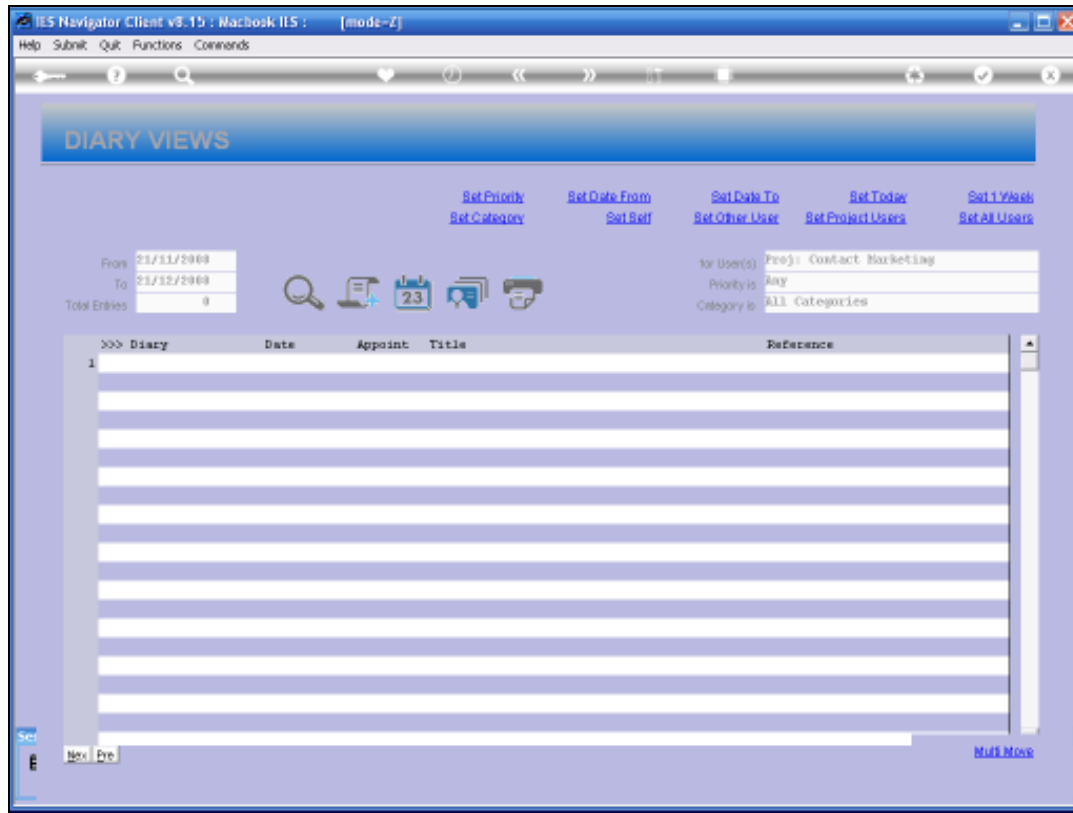 IES Navigator Client v8.15 : Macbook IES : [mode-Z]
Help Submit Quit Functions Commands
DIARY VIEWS
Set Priority Set Date From Set Date To Set Today Set 1 Week
Set Category Set Self Set Other User Set Project Users Set All Users
From 21/11/2008 for User(s) Proj: Contact Marketing
To 21/12/2008 Priority is Any
Total Entries 0 Category is All Categories
23
>>> Diary Date Appoint Title Reference
1
Ses
Nex Pre Multi Move